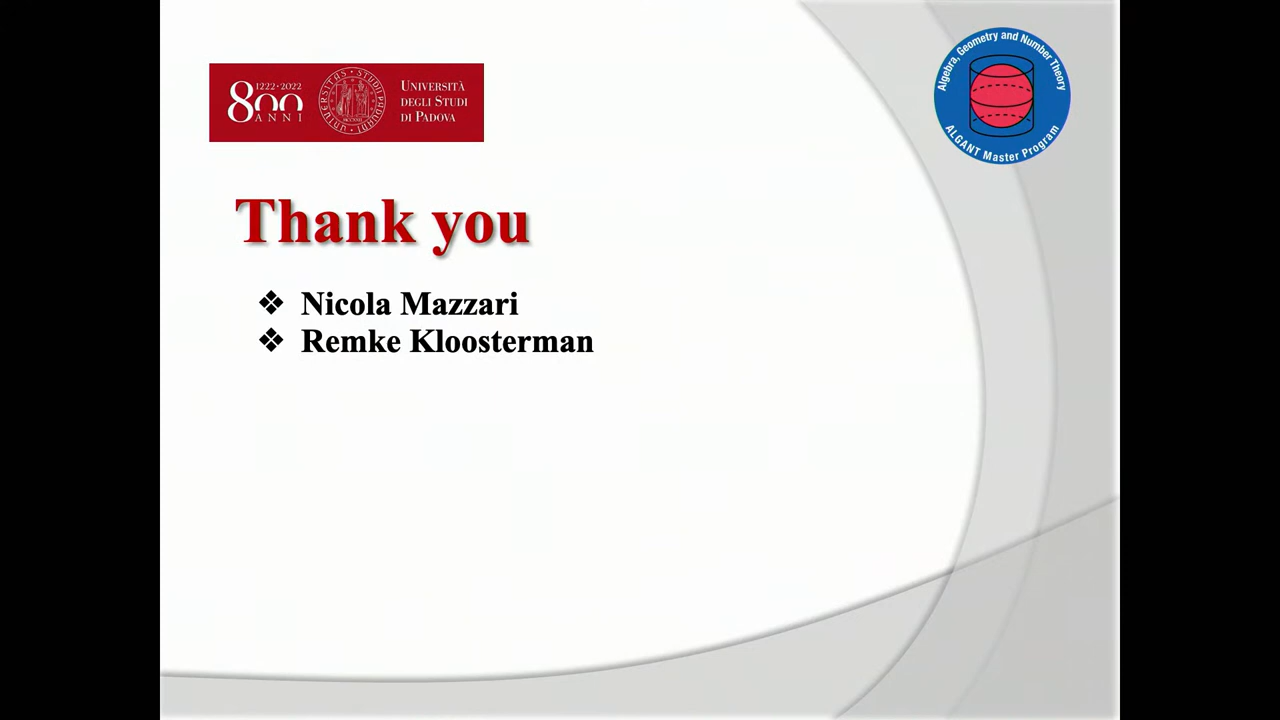 1222·2022
800
ANNI
UNIVERSITÀ
DEGLI STUDI
DI PADOVA
Algebra, Geometry and Number Theory
ALGANT Master Program
Thank you
❖ Nicola Mazzari
❖ Remke Kloosterman